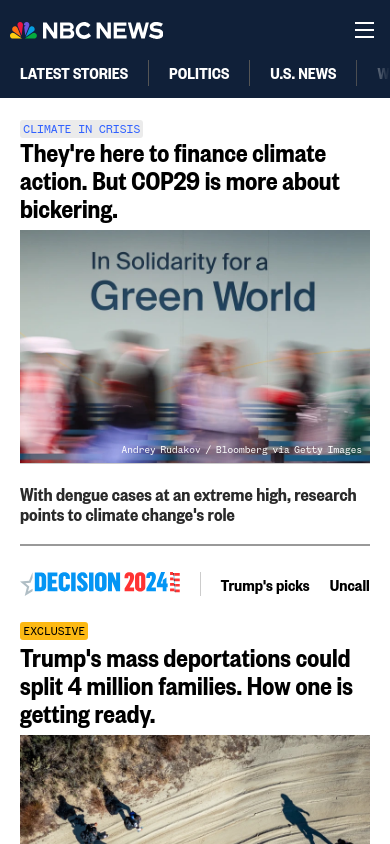 NBC NEWS
LATEST STORIES
POLITICS
U.S. NEWS
CLIMATE IN CRISIS
They're here to finance climate
action. But COP29 is more about
bickering.
In Solidarity for a
Green World
Andrey Rudakov / Bloomberg via Getty Images
With dengue cases at an extreme high, research
points to climate change's role
DECISION 2024
Trump's picks
Uncall
EXCLUSIVE
Trump's mass deportations could
split 4 million families. How one is
getting ready.